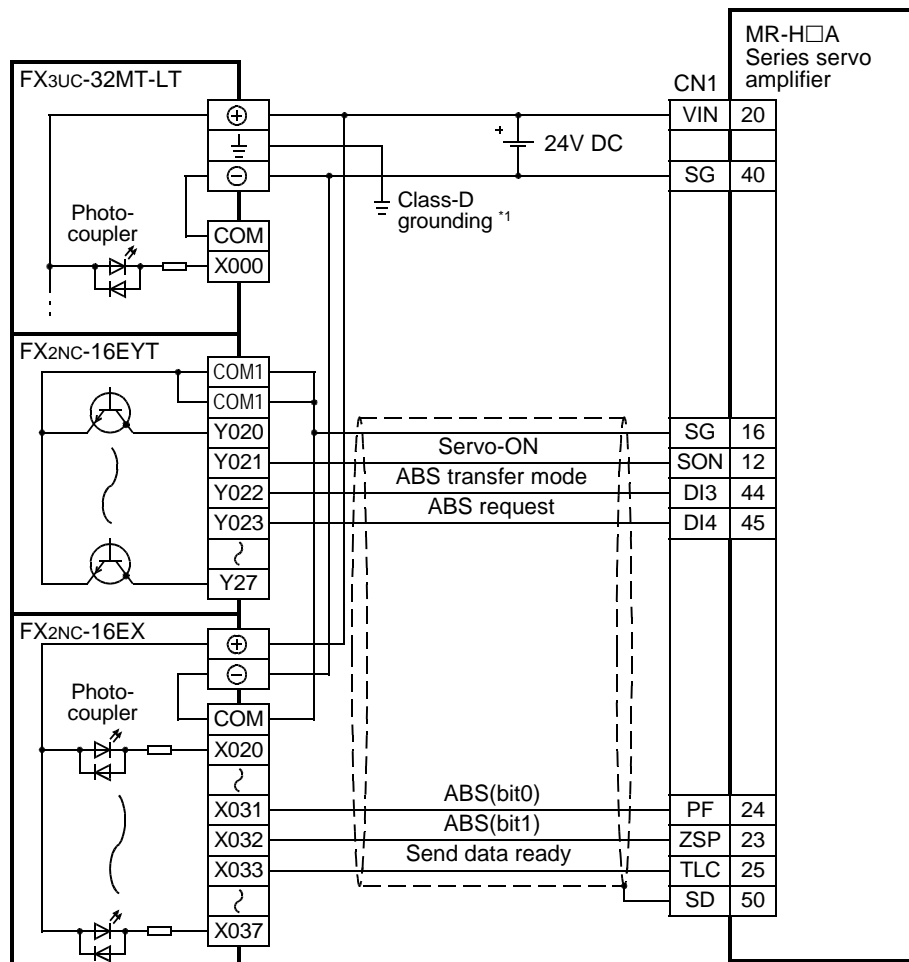 MR-H□A
Series servo
amplifier
FX3UC-32MT-LT
CN1
VIN 20
+
24V DC
SG 40
Class-D
grounding *1
Photo-
coupler
COM
X000
FX2NC-16EYT
COM1
COM1
Y020
SG 16
Servo-ON
Y021
SON 12
ABS transfer mode
Y022
DI3 44
ABS request
Y023
DI4 45
Y27
FX2NC-16EX
Photo-
coupler
COM
X020
ABS(bit0)
X031
PF 24
ABS(bit1)
X032
ZSP 23
Send data ready
X033
TLC 25
SD 50
X037